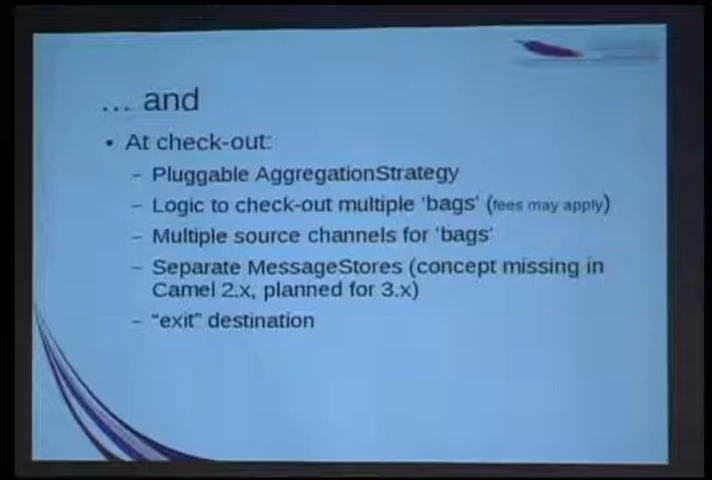 ... and
• At check-out:
– Pluggable AggregationStrategy
– Logic to check-out multiple 'bags' (fees may apply)
– Multiple source channels for 'bags'
– Separate MessageStores (concept missing in
Camel 2.x, planned for 3.x)
– “exit” destination